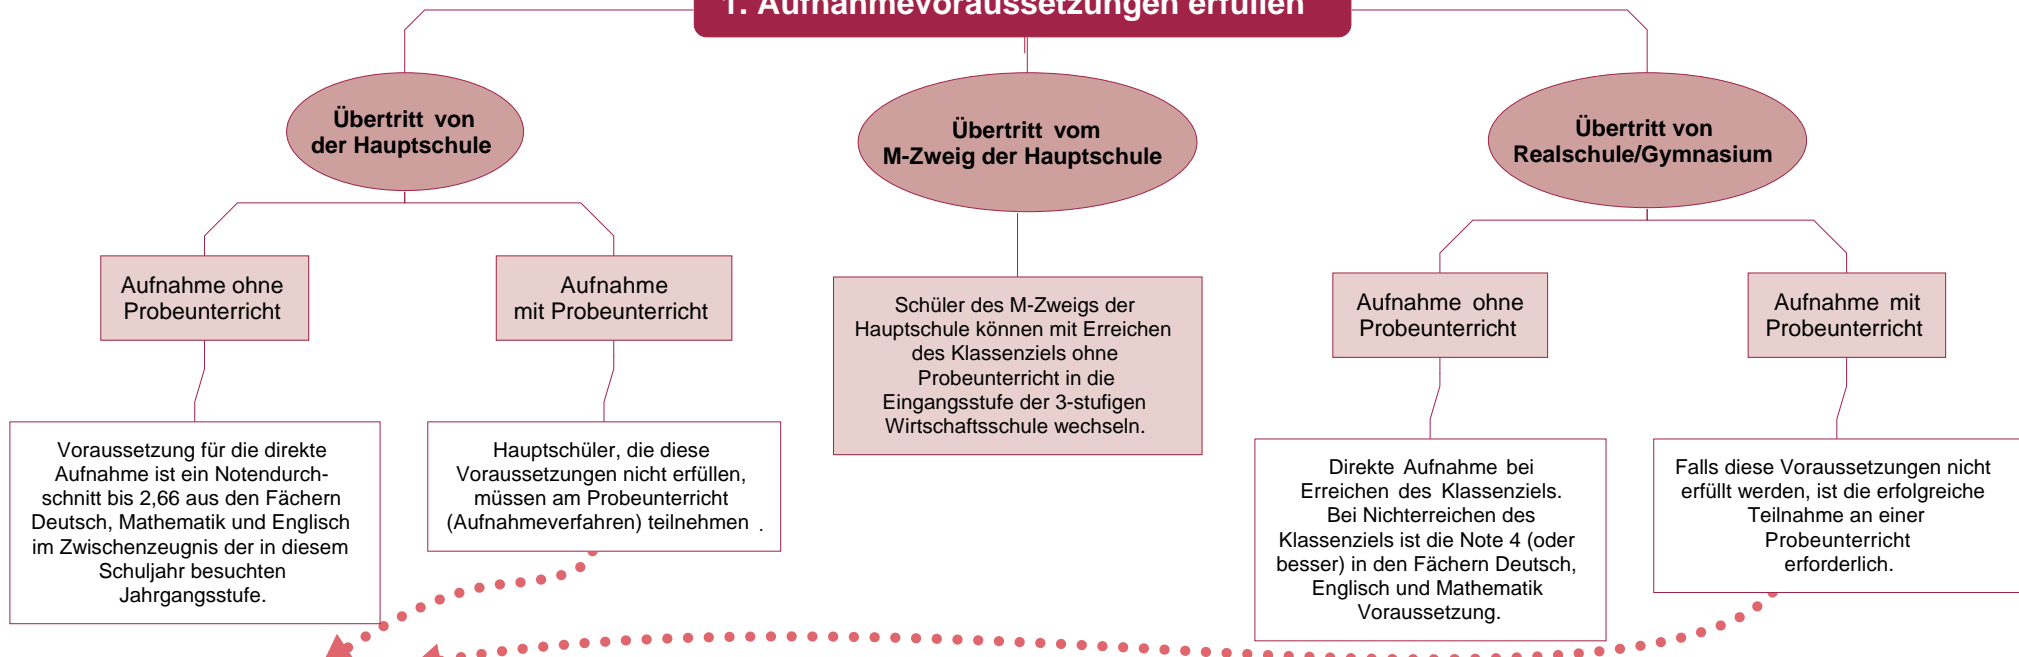 1. Aufnahmevoraussetzungen erfüllen
Übertritt von
der Hauptschule
Übertritt vom
M-Zweig der Hauptschule
Übertritt von
Realschule/Gymnasium
Aufnahme ohne
Probeunterricht
Aufnahme
mit Probeunterricht
Schüler des M-Zweigs der
Hauptschule können mit Erreichen
des Klassenziels ohne
Probeunterricht in die
Eingangsstufe der 3-stufigen
Wirtschaftsschule wechseln.
Aufnahme ohne
Probeunterricht
Aufnahme mit
Probeunterricht
Voraussetzung für die direkte
Aufnahme ist ein Notendurch-
schnitt bis 2,66 aus den Fächern
Deutsch, Mathematik und Englisch
im Zwischenzeugnis der in diesem
Schuljahr besuchten
Jahrgangsstufe.
Hauptschüler, die diese
Voraussetzungen nicht erfüllen,
müssen am Probeunterricht
(Aufnahmeverfahren) teilnehmen .
Direkte Aufnahme bei
Erreichen des Klassenziels.
Bei Nichterreichen des
Klassenziels ist die Note 4 (oder
besser) in den Fächern Deutsch,
Englisch und Mathematik
Voraussetzung.
Falls diese Voraussetzungen nicht
erfüllt werden, ist die erfolgreiche
Teilnahme an einer
Probeunterricht
erforderlich.